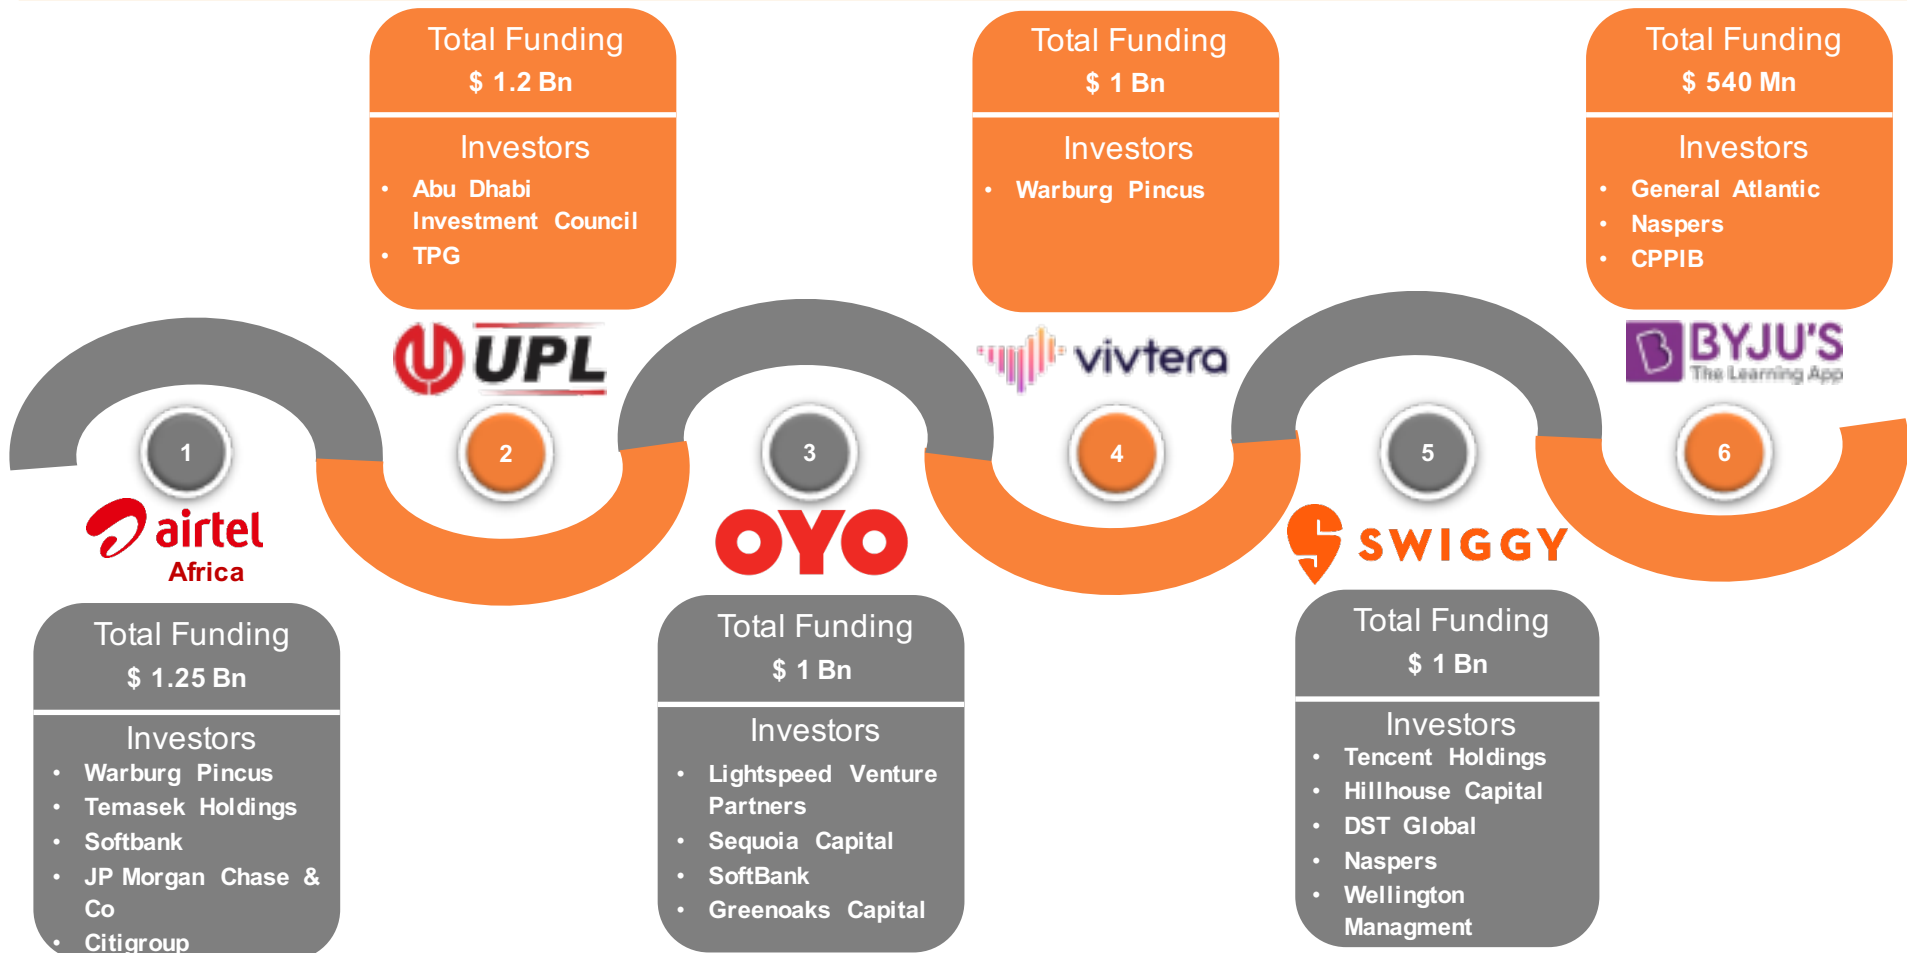 Total Funding
$ 1.2 Bn
Investors
• Abu Dhabi
Investment Council
• TPG
Total Funding
$ 1 Bn
Investors
• Warburg Pincus
Total Funding
$ 540 Mn
Investors
• General Atlantic
• Naspers
• CPPIB
UPL
vivtera
BYJU'S
The Learning App
1
2
3
4
5
6
airtel
Africa
OYO
SWIGGY
Total Funding
$ 1.25 Bn
Investors
• Warburg Pincus
• Temasek Holdings
• Softbank
• JP Morgan Chase &
Co
• Citigroup
Total Funding
$ 1 Bn
Investors
• Lightspeed Venture
Partners
• Sequoia Capital
• SoftBank
• Greenoaks Capital
Total Funding
$ 1 Bn
Investors
• Tencent Holdings
• Hillhouse Capital
• DST Global
• Naspers
• Wellington
Managment